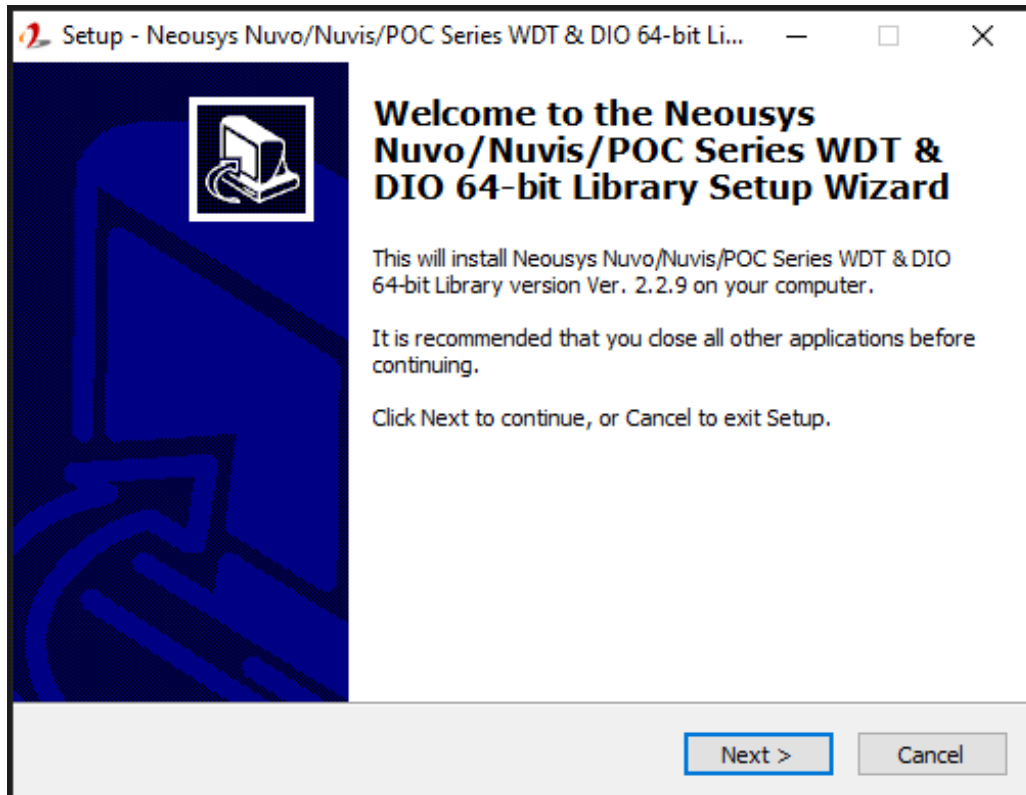 Setup - Neousys Nuvo/Nuvis/POC Series WDT & DIO 64-bit Li...
Welcome to the Neousys
Nuvo/Nuvis/POC Series WDT &
DIO 64-bit Library Setup Wizard
This will install Neousys Nuvo/Nuvis/POC Series WDT & DIO
64-bit Library version Ver. 2.2.9 on your computer.
It is recommended that you close all other applications before
continuing.
Click Next to continue, or Cancel to exit Setup.
Next >
Cancel